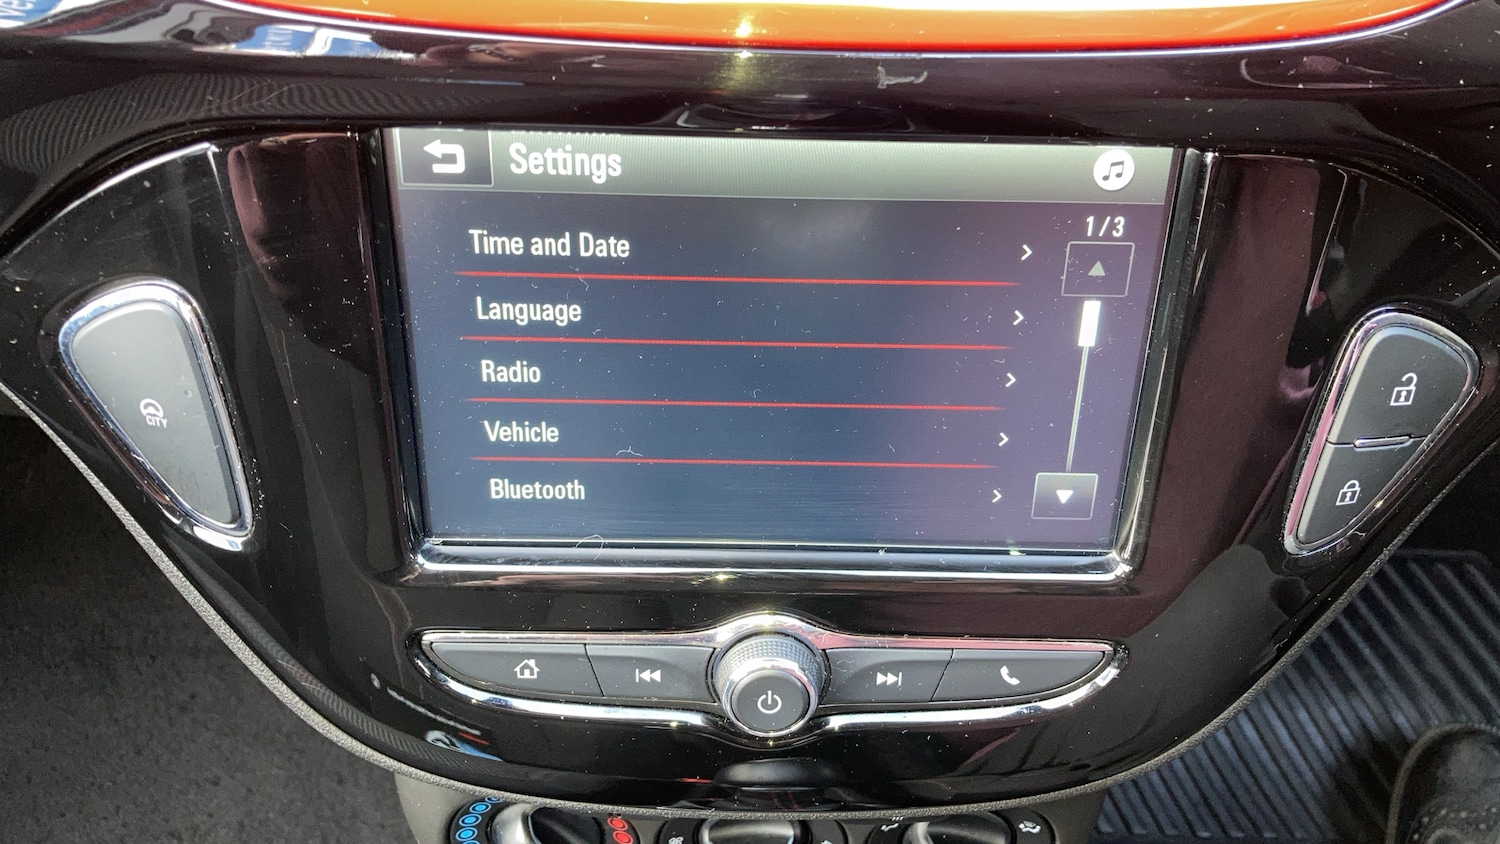 Settings
1/3
Time and Date
Language
Radio
Vehicle
Bluetooth
CITY